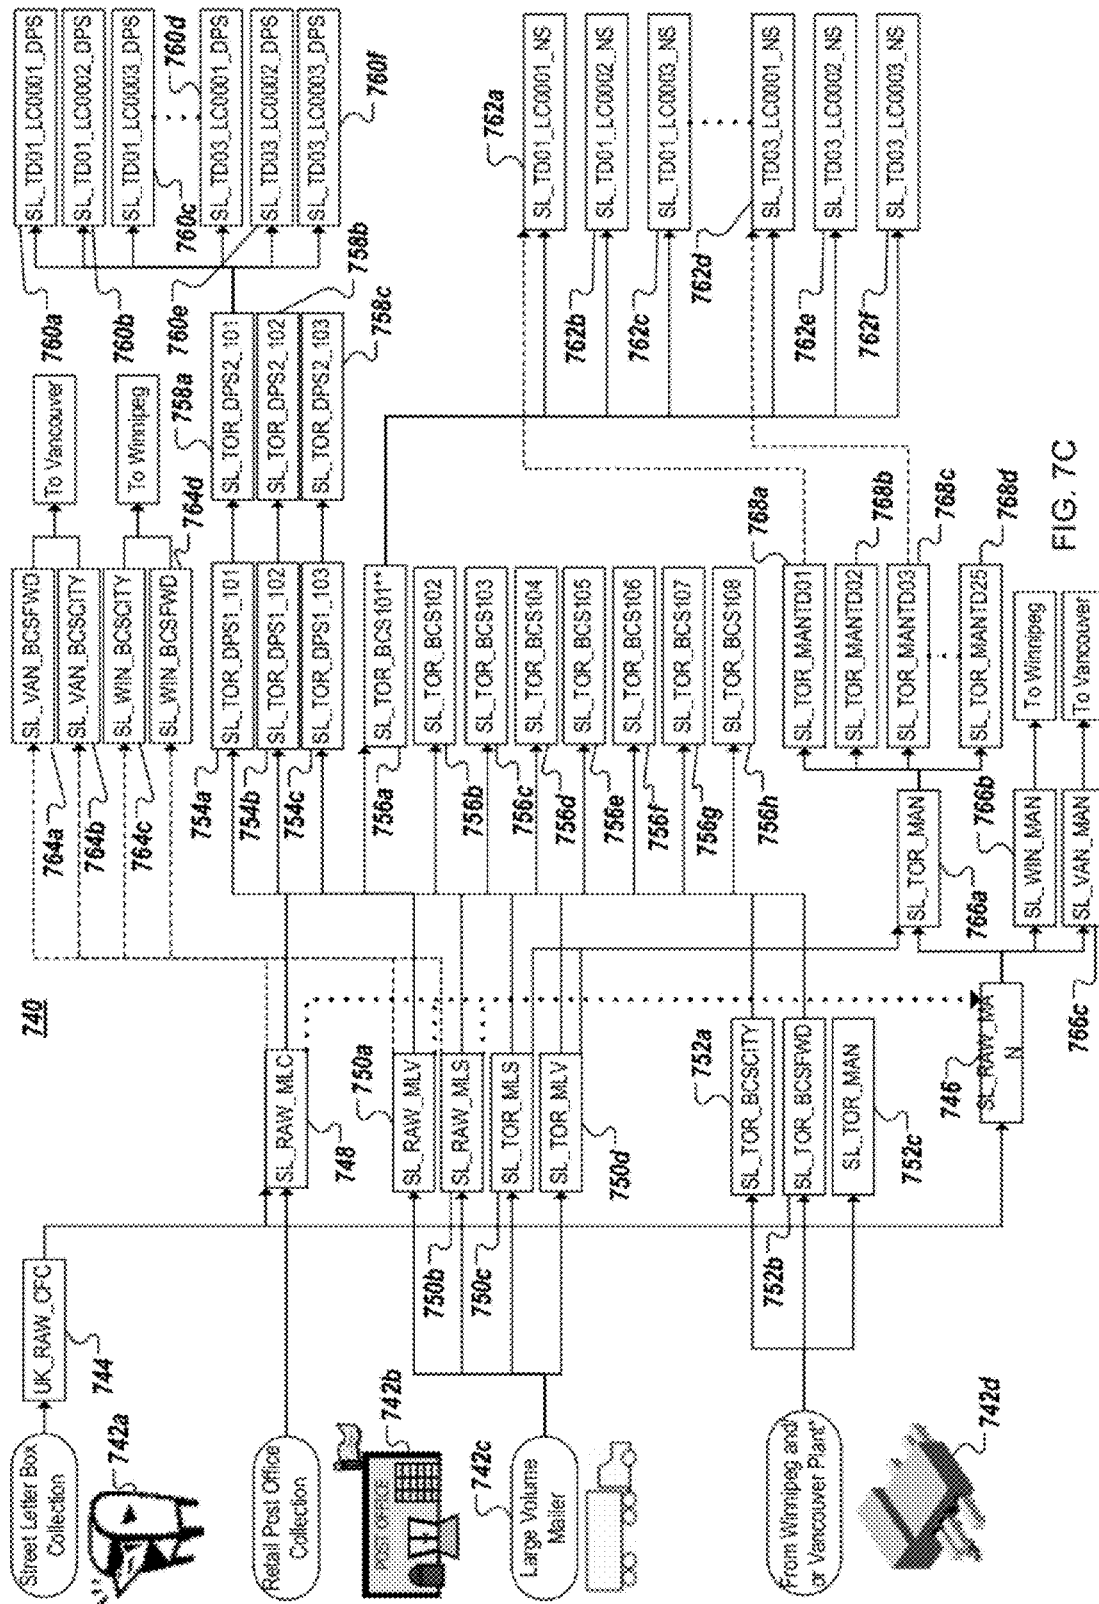 740
Street Letter Box
Collection
742a
UK_RAW_CFC
744
Retail Post Office
Collection
POST OFFICE
742b
Large Volume
Mailer
742c
From Winnipeg and/
or Vancouver Plant*
742d
SL_RAW_MLC
748
750a
SL_RAW_MLV
SL_RAW_MLS
750b
SL_TOR_MLS
750c
SL_TOR_MLV
750d
752a
SL_TOR_BCSCITY
SL_TOR_BCSFWD
752b
SL_TOR_MAN
752c
746
SL_RAW_MA
N
SL_VAN_BCSFWD
764a
SL_VAN_BCSCITY
764b
SL_WIN_BCSCITY
764c
SL_WIN_BCSFWD
764d
To Vancouver
To Winnipeg
754a
SL_TOR_DPS1_101
754b
SL_TOR_DPS1_102
754c
SL_TOR_DPS1_103
756a
SL_TOR_BCS101**
SL_TOR_BCS102
756b
SL_TOR_BCS103
756c
SL_TOR_BCS104
756d
SL_TOR_BCS105
756e
SL_TOR_BCS106
756f
SL_TOR_BCS107
756g
SL_TOR_BCS108
756h
SL_TOR_MAN
766a
SL_WIN_MAN
766b
SL_VAN_MAN
766c
To Winnipeg
To Vancouver
SL_TOR_MANTD01
768a
SL_TOR_MANTD02
768b
SL_TOR_MANTD03
768c
SL_TOR_MANTD25
768d
758a
SL_TOR_DPS2_101
SL_TOR_DPS2_102
758b
SL_TOR_DPS2_103
758c
SL_TD01_LC0001_DPS
760a
SL_TD01_LC0002_DPS
760b
SL_TD01_LC0003_DPS
760c
760d
SL_TD03_LC0001_DPS
SL_TD03_LC0002_DPS
760e
SL_TD03_LC0003_DPS
760f
762a
SL_TD01_LC0001_NS
762b
SL_TD01_LC0002_NS
762c
SL_TD01_LC0003_NS
762d
SL_TD03_LC0001_NS
762e
SL_TD03_LC0002_NS
762f
SL_TD03_LC0003_NS
FIG. 7C